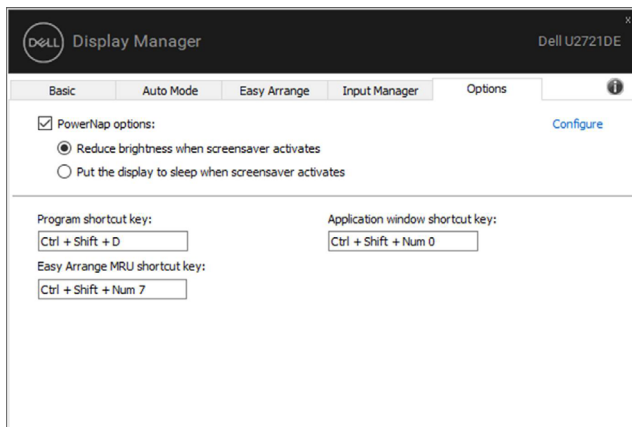 DELL Display Manager Dell U2721DE
x
Basic Auto Mode Easy Arrange Input Manager Options i
PowerNap options: Configure
Reduce brightness when screensaver activates
Put the display to sleep when screensaver activates
Program shortcut key: Application window shortcut key:
Ctrl + Shift + D Ctrl + Shift + Num 0
Easy Arrange MRU shortcut key:
Ctrl + Shift + Num 7